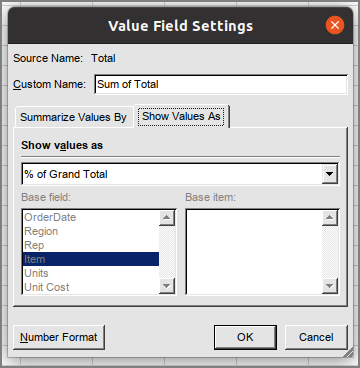 Value Field Settings
Source Name: Total
Custom Name: Sum of Total
Summarize Values By Show Values As
Show values as
% of Grand Total
Base field: Base item:
OrderDate
Region
Rep
Item
Units
Unit Cost
Number Format OK Cancel